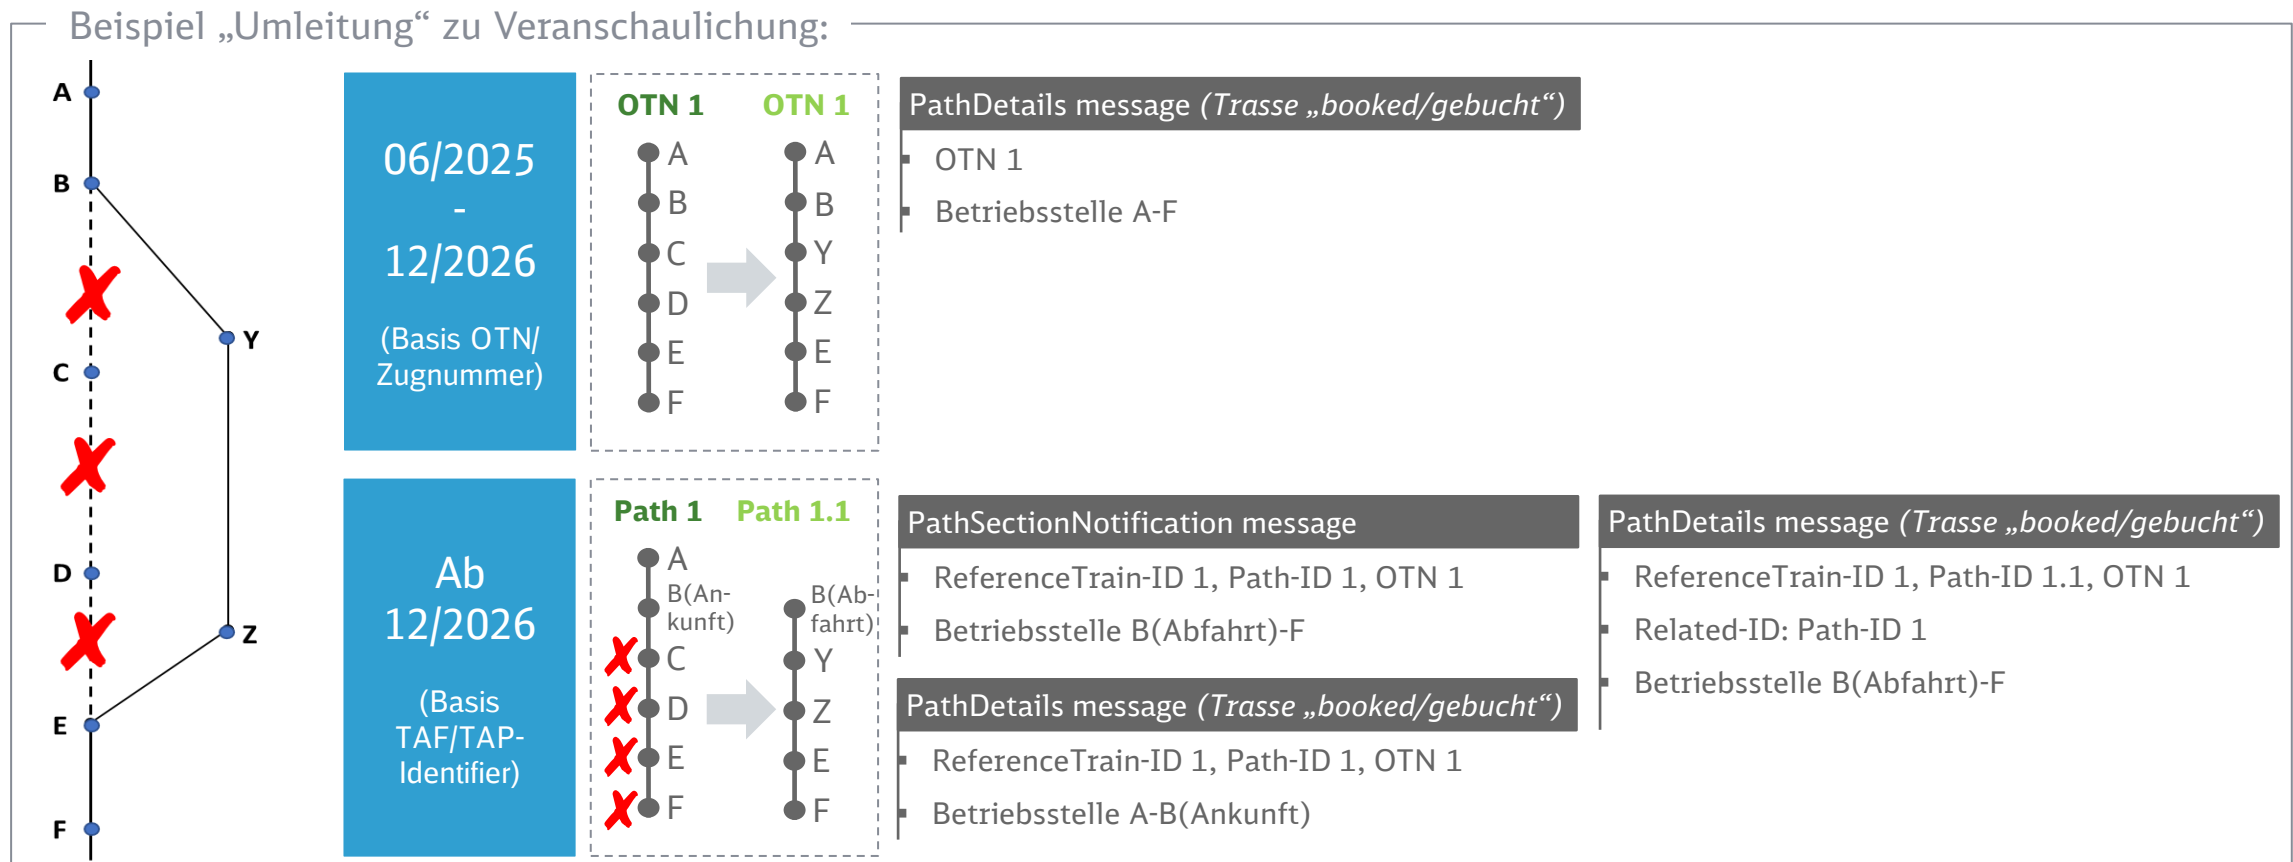 Beispiel „Umleitung“ zu Veranschaulichung:
A
B
C
D
E
F
Y
Z
06/2025
-
12/2026
(Basis OTN/
Zugnummer)
OTN 1
A
B
C
D
E
F
OTN 1
A
B
Y
Z
E
F
PathDetails message (Trasse „booked/gebucht“)
OTN 1
Betriebsstelle A-F
Ab
12/2026
(Basis
TAF/TAP-
Identifier)
Path 1
A
B(An-
kunft)
C
D
E
F
Path 1.1
B(Ab-
fahrt)
Y
Z
E
F
PathSectionNotification message
ReferenceTrain-ID 1, Path-ID 1, OTN 1
Betriebsstelle B(Abfahrt)-F
PathDetails message (Trasse „booked/gebucht“)
ReferenceTrain-ID 1, Path-ID 1, OTN 1
Betriebsstelle A-B(Ankunft)
PathDetails message (Trasse „booked/gebucht“)
ReferenceTrain-ID 1, Path-ID 1.1, OTN 1
Related-ID: Path-ID 1
Betriebsstelle B(Abfahrt)-F